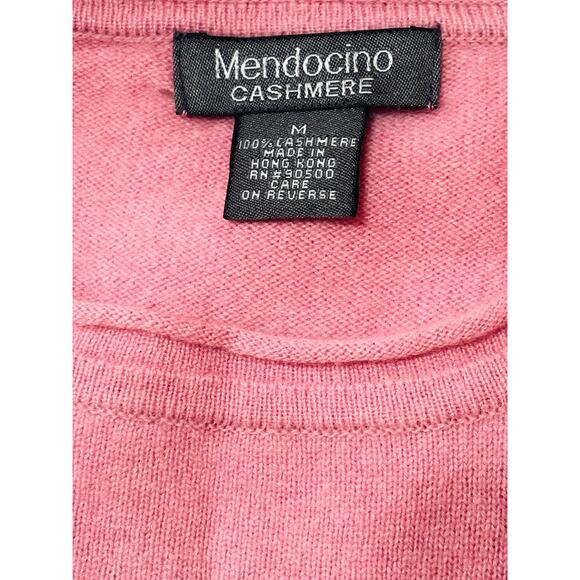 Mendocino
CASHMERE
M
100% CASHMERE
MADE IN
HONG KONG
RN#90500
CARE
ON REVERSE